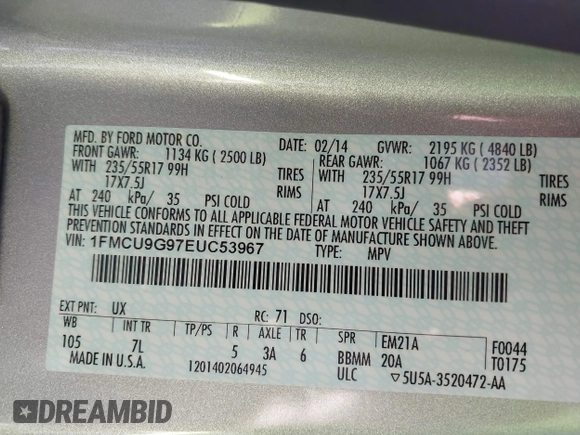 MFD. BY FORD MOTOR CO.
DATE: 02/14 GVWR: 2195 KG ( 4840 LB)
FRONT GAWR: 1134 KG ( 2500 LB) REAR GAWR: 1067 KG ( 2352 LB)
WITH 235/55R17 99H TIRES WITH 235/55R17 99H TIRES
17X7.5J RIMS 17X7.5J RIMS
AT 240 kPa/ 35 PSI COLD AT 240 kPa/ 35 PSI COLD
THIS VEHICLE CONFORMS TO ALL APPLICABLE FEDERAL MOTOR VEHICLE SAFETY AND THEFT
PREVENTION STANDARDS IN EFFECT ON THE DATE OF MANUFACTURE SHOWN ABOVE.
VIN: 1FMCU9G97EUC53967 TYPE: MPV
EXT PNT: UX RC: 71 DSO:
WB INT TR TP/PS R AXLE TR SPR EM21A F0044
105 7L 5 3A 6 BBMM 20A T0175
MADE IN U.S.A. 1201402064945 ULC ▽5U5A-3520472-AA
DREAMBID